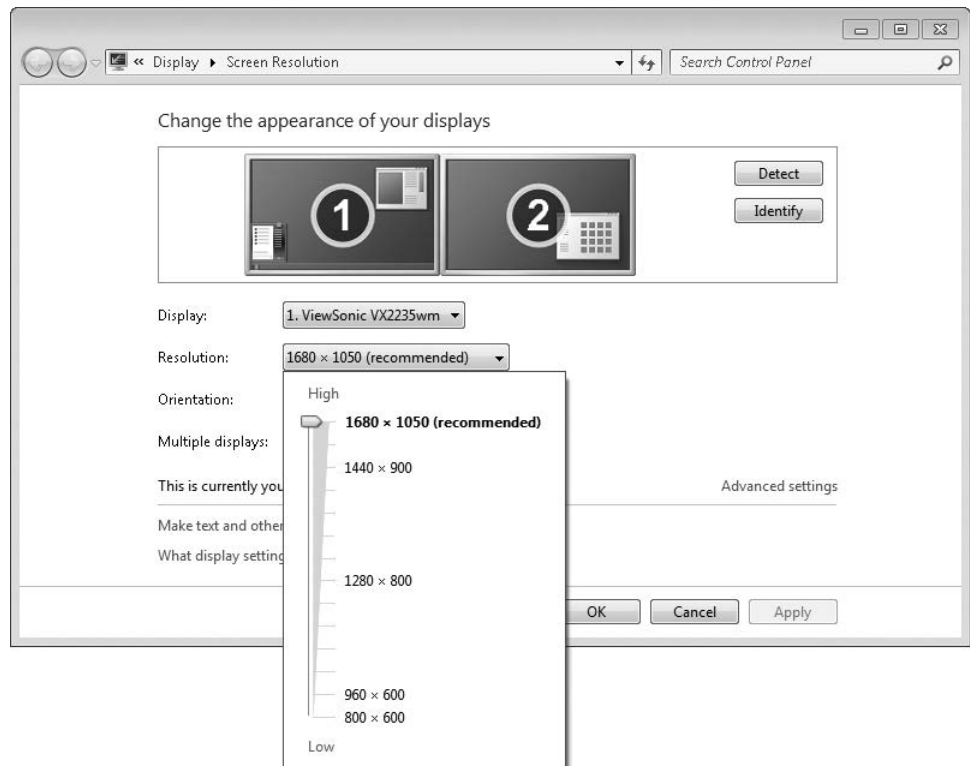 « Display ▸ Screen Resolution
Search Control Panel
Change the appearance of your displays
1
2
Detect
Identify
Display:
1. ViewSonic VX2235wm
Resolution:
1680 × 1050 (recommended)
Orientation:
Multiple displays:
This is currently you
Advanced settings
Make text and other
What display setting
High
1680 × 1050 (recommended)
1440 × 900
1280 × 800
960 × 600
800 × 600
Low
OK
Cancel
Apply